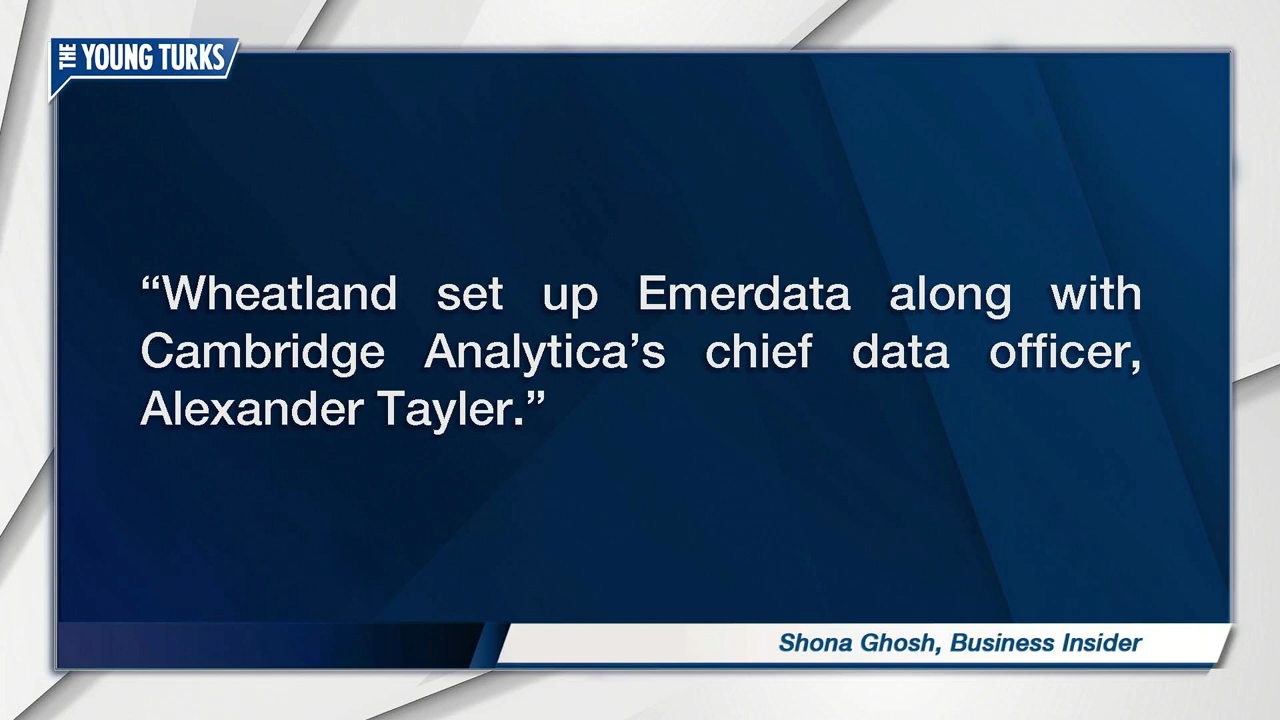 THE YOUNG TURKS
“Wheatland set up Emerdata along with
Cambridge Analytica’s chief data officer,
Alexander Tayler.”
Shona Ghosh, Business Insider